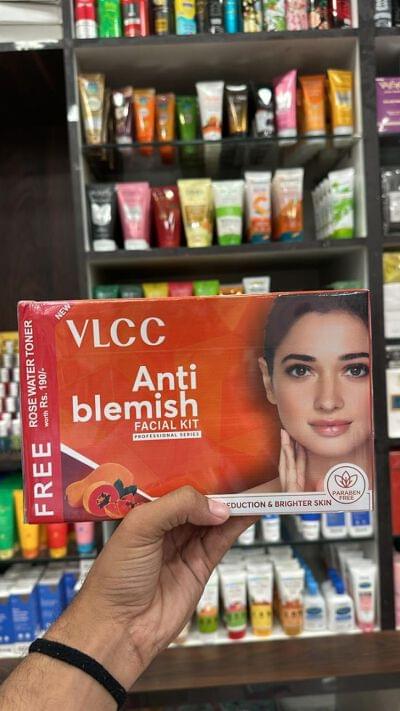 FREE
ROSE WATER TONER
worth Rs. 190/-
NEW
VLCC
Anti
blemish
FACIAL KIT
PROFESSIONAL SERIES
EDUCTION & BRIGHTER SKIN
PARABEN
FREE